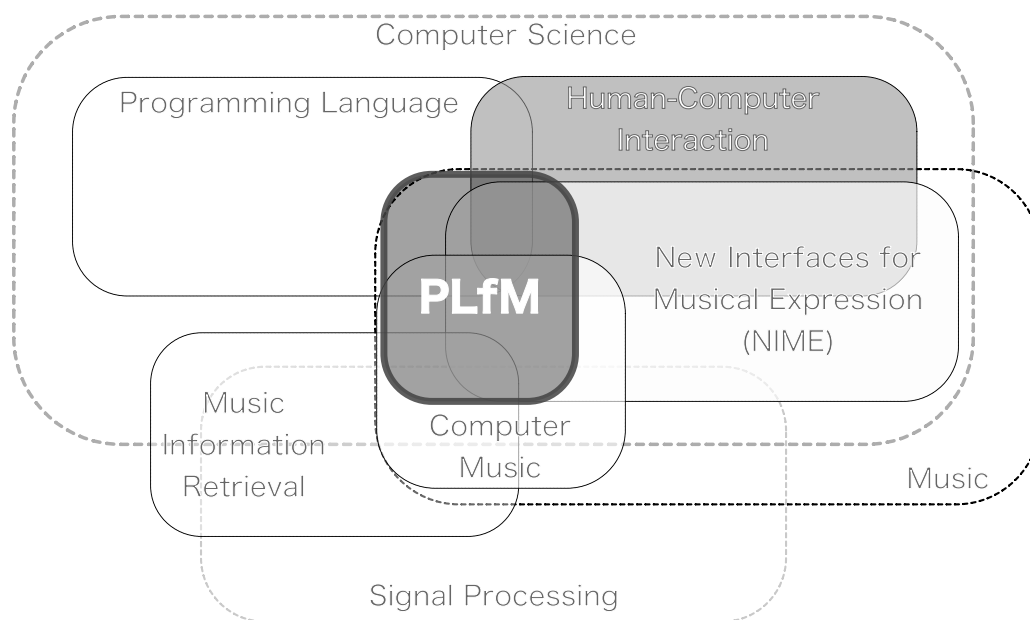 Computer Science
Programming Language
Human-Computer
Interaction
New Interfaces for
Musical Expression
(NIME)
PLfM
Music
Information
Retrieval
Computer
Music
Music
Signal Processing